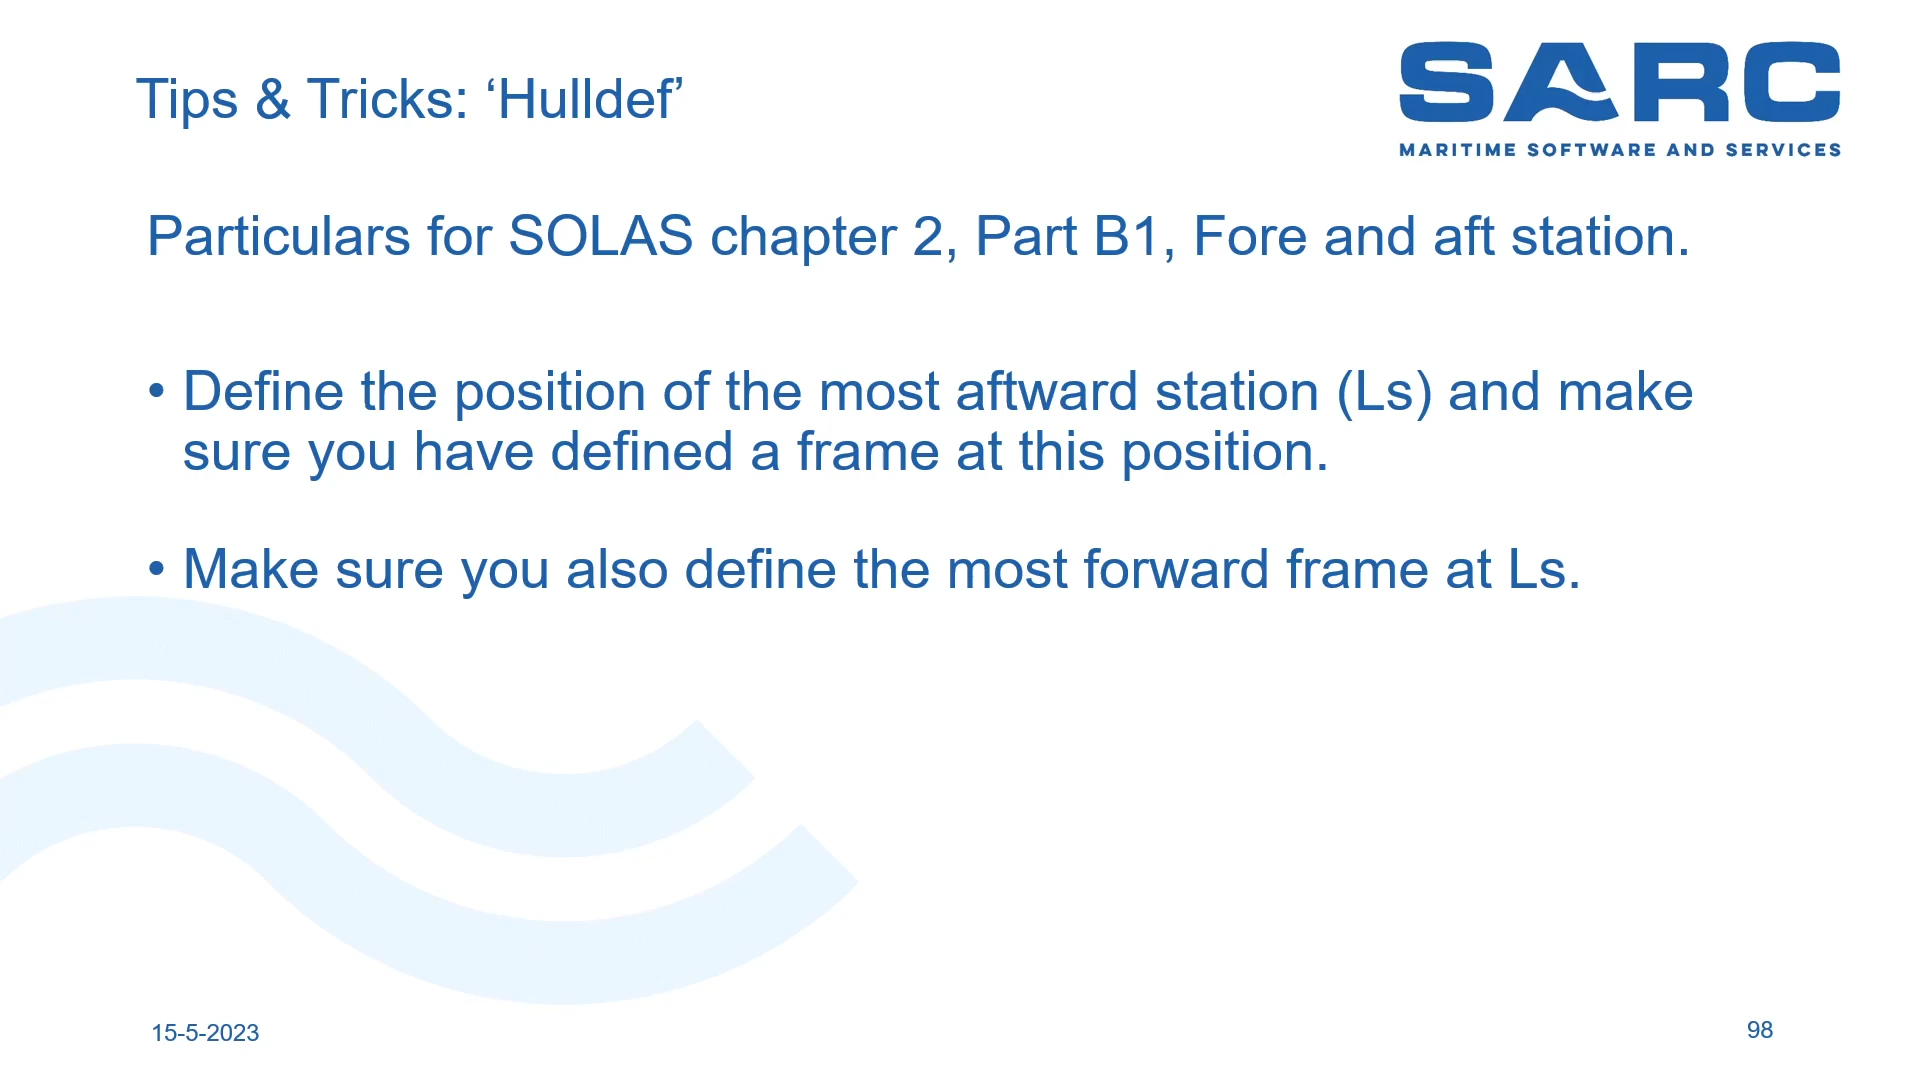 Tips & Tricks: ‘Hulldef’
SARC
MARITIME SOFTWARE AND SERVICES
Particulars for SOLAS chapter 2, Part B1, Fore and aft station.
• Define the position of the most aftward station (Ls) and make
sure you have defined a frame at this position.
• Make sure you also define the most forward frame at Ls.
15-5-2023
98